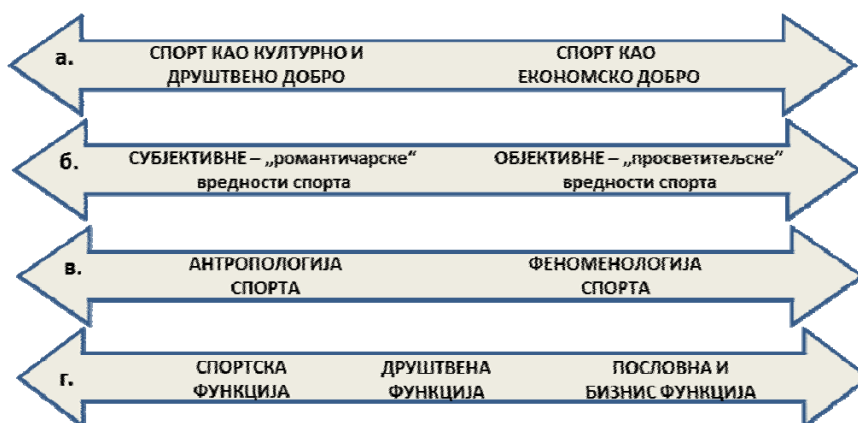 а. СПОРТ КАО КУЛТУРНО И СПОРТ КАО
ДРУШТВЕНО ДОБРО ЕКОНОМСКО ДОБРО
б. СУБЈЕКТИВНЕ – „романтичарске“ ОБЈЕКТИВНЕ – „просветитељске“
вредности спорта вредности спорта
в. АНТРОПОЛОГИЈА ФЕНОМЕНОЛОГИЈА
СПОРТА СПОРТА
г. СПОРТСКА ДРУШТВЕНА ПОСЛОВНА И
ФУНКЦИЈА ФУНКЦИЈА БИЗНИС ФУНКЦИЈА